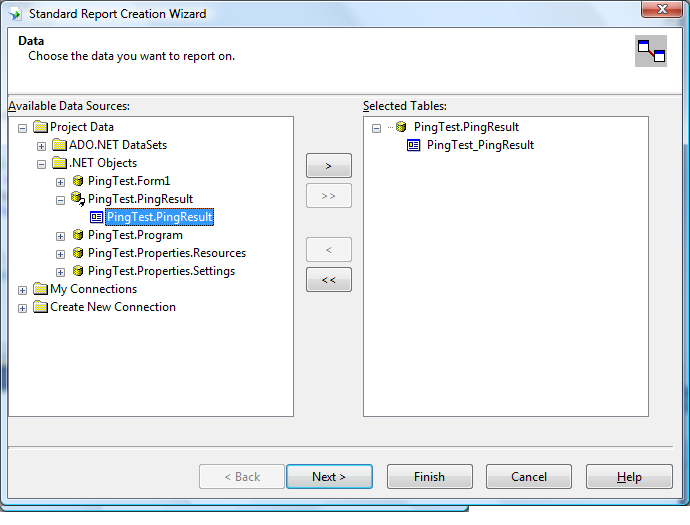 Standard Report Creation Wizard
Data
Choose the data you want to report on.
Available Data Sources:
Project Data
ADO.NET DataSets
.NET Objects
PingTest.Form1
PingTest.PingResult
PingTest.PingResult
PingTest.Program
PingTest.Properties.Resources
PingTest.Properties.Settings
My Connections
Create New Connection
>
>>
<
<<
Selected Tables:
PingTest.PingResult
PingTest_PingResult
< Back
Next >
Finish
Cancel
Help